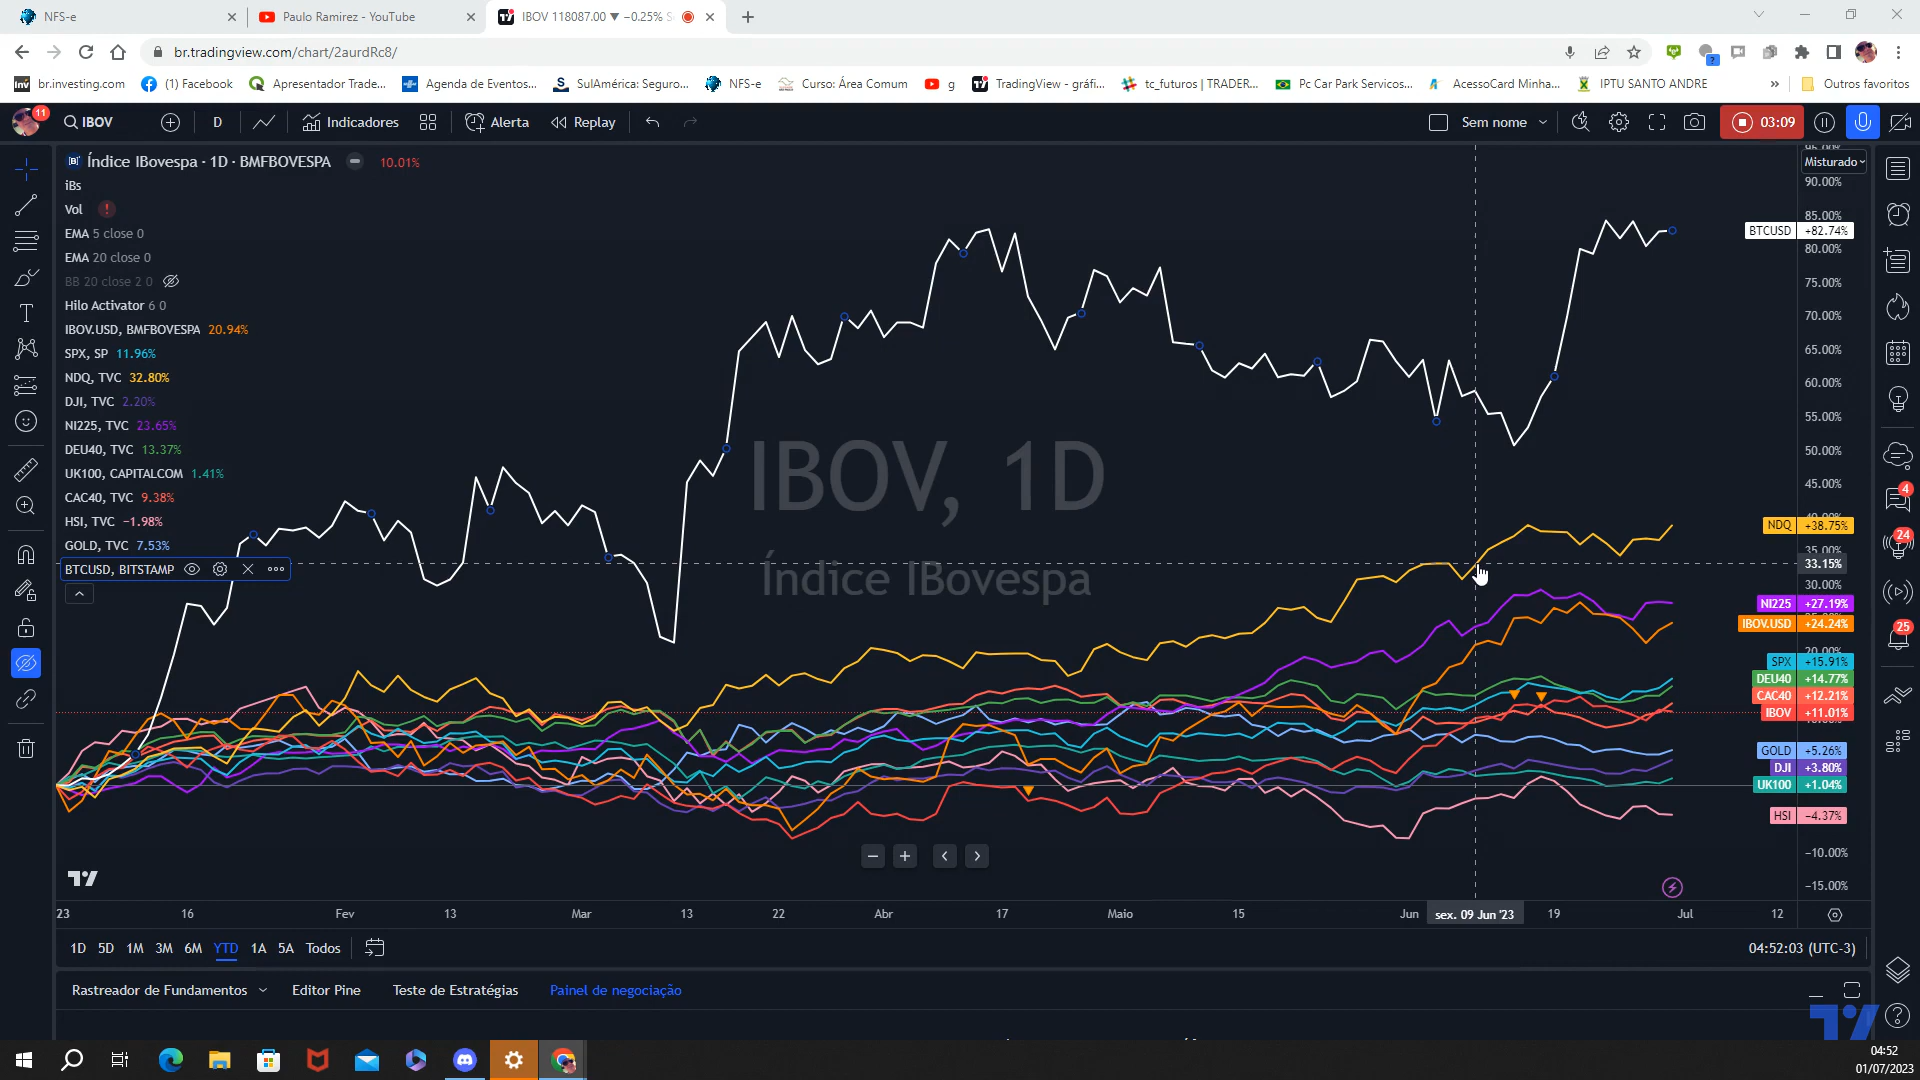 NFS-e
Paulo Ramirez - YouTube
IBOV 118087.00 ▼ −0.25% S
br.tradingview.com/chart/2aurdRc8/
br.investing.com
(1) Facebook
Apresentador Trade...
Agenda de Eventos...
SulAmérica: Seguro...
NFS-e
Curso: Área Comum
g
TradingView - gráfi...
tc_futuros | TRADER...
Pc Car Park Servicos...
AcessoCard Minha...
IPTU SANTO ANDRE
»
Outros favoritos
11
IBOV
D
Indicadores
Alerta
Replay
Sem nome
03:09
Índice IBovespa · 1D · BMFBOVESPA
10.01%
iBs
Vol
EMA 5 close 0
EMA 20 close 0
BB 20 close 2 0
Hilo Activator 6 0
IBOV.USD, BMFBOVESPA 20.94%
SPX, SP 11.96%
NDQ, TVC 32.80%
DJI, TVC 2.20%
NI225, TVC 23.65%
DEU40, TVC 13.37%
UK100, CAPITALCOM 1.41%
CAC40, TVC 9.38%
HSI, TVC −1.98%
GOLD, TVC 7.53%
BTCUSD, BITSTAMP
IBOV, 1D
Índice IBovespa
Misturado
90.00%
85.00%
BTCUSD +82.74%
80.00%
75.00%
70.00%
65.00%
60.00%
55.00%
50.00%
45.00%
NDQ +38.75%
35.00%
33.15%
30.00%
NI225 +27.19%
IBOV.USD +24.24%
20.00%
SPX +15.91%
DEU40 +14.77%
CAC40 +12.21%
IBOV +11.01%
GOLD +5.26%
DJI +3.80%
UK100 +1.04%
HSI −4.37%
−10.00%
−15.00%
4
24
25
23
16
Fev
13
Mar
13
22
Abr
17
Maio
15
Jun
sex. 09 Jun '23
19
Jul
12
1D 5D 1M 3M 6M YTD 1A 5A Todos
04:52:03 (UTC-3)
Rastreador de Fundamentos
Editor Pine
Teste de Estratégias
Painel de negociação
04:52
01/07/2023